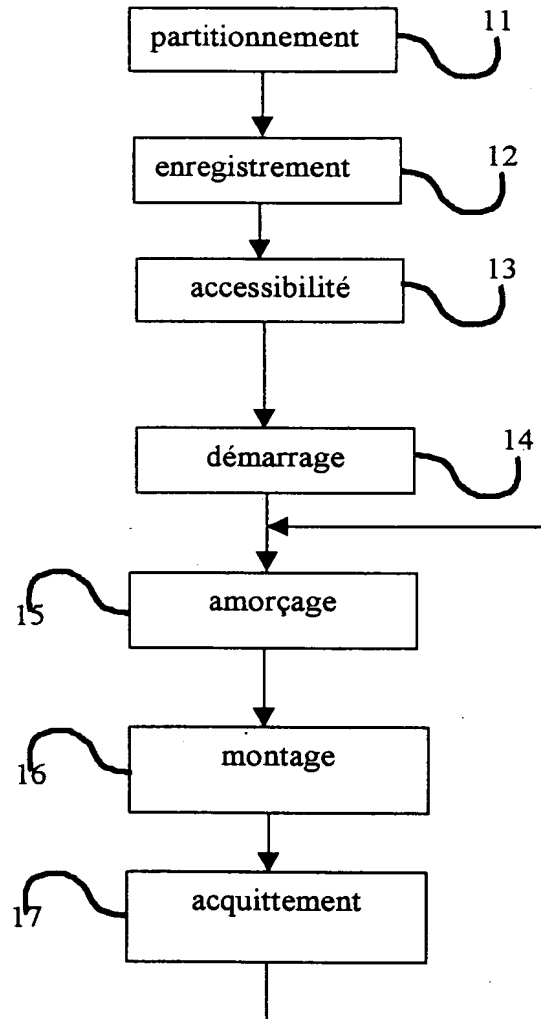 partitionnement
11
enregistrement
12
accessibilité
13
démarrage
14
amorçage
15
montage
16
acquittement
17